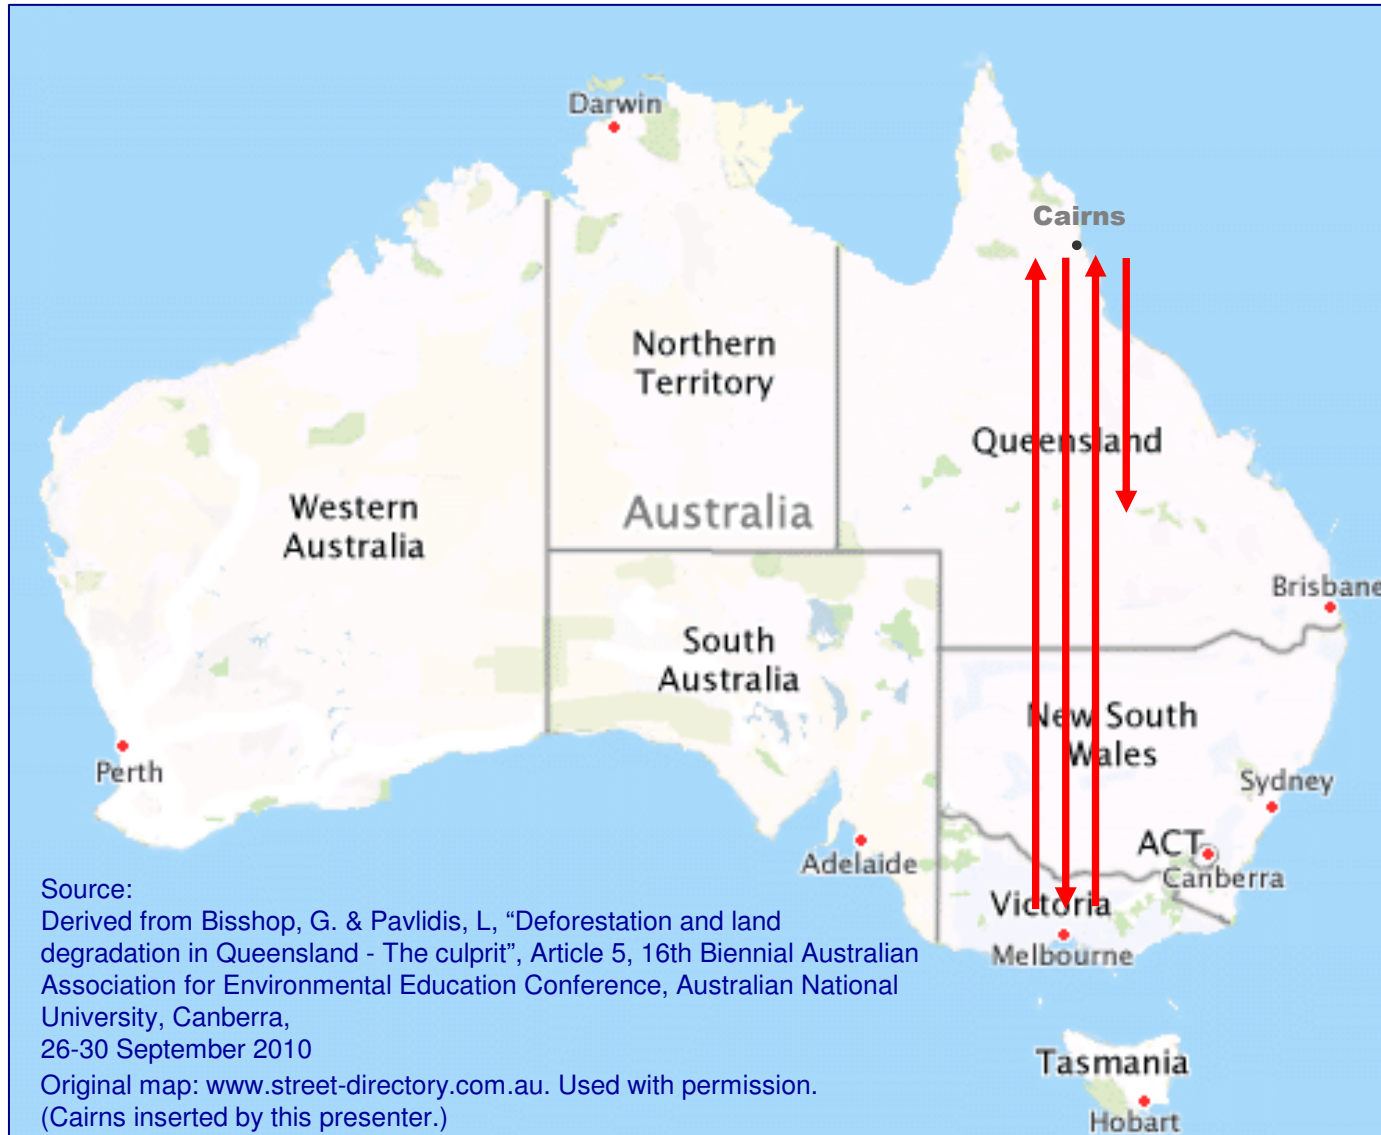 Darwin
Cairns
Northern
Territory
Queensland
Western
Australia
Australia
Brisbane
South
Australia
New South
Wales
Perth
Sydney
Adelaide
ACT
Canberra
Victoria
Melbourne
Source:
Derived from Bisshop, G. & Pavlidis, L, “Deforestation and land
degradation in Queensland - The culprit”, Article 5, 16th Biennial Australian
Association for Environmental Education Conference, Australian National
University, Canberra,
26-30 September 2010
Original map: www.street-directory.com.au. Used with permission.
(Cairns inserted by this presenter.)
Tasmania
Hobart